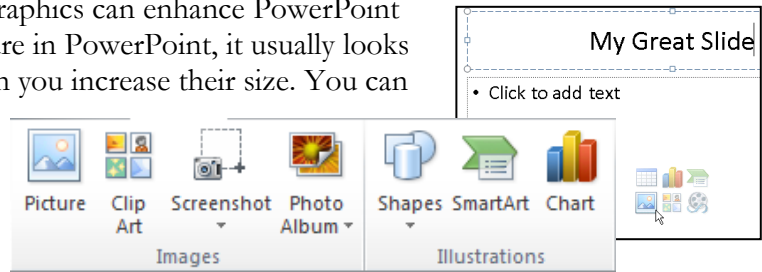 raphics can enhance PowerPoint
re in PowerPoint, it usually looks
n you increase their size. You can
My Great Slide
• Click to add text
Picture
Clip Art
Screenshot
Photo Album
Shapes
SmartArt
Chart
Images
Illustrations